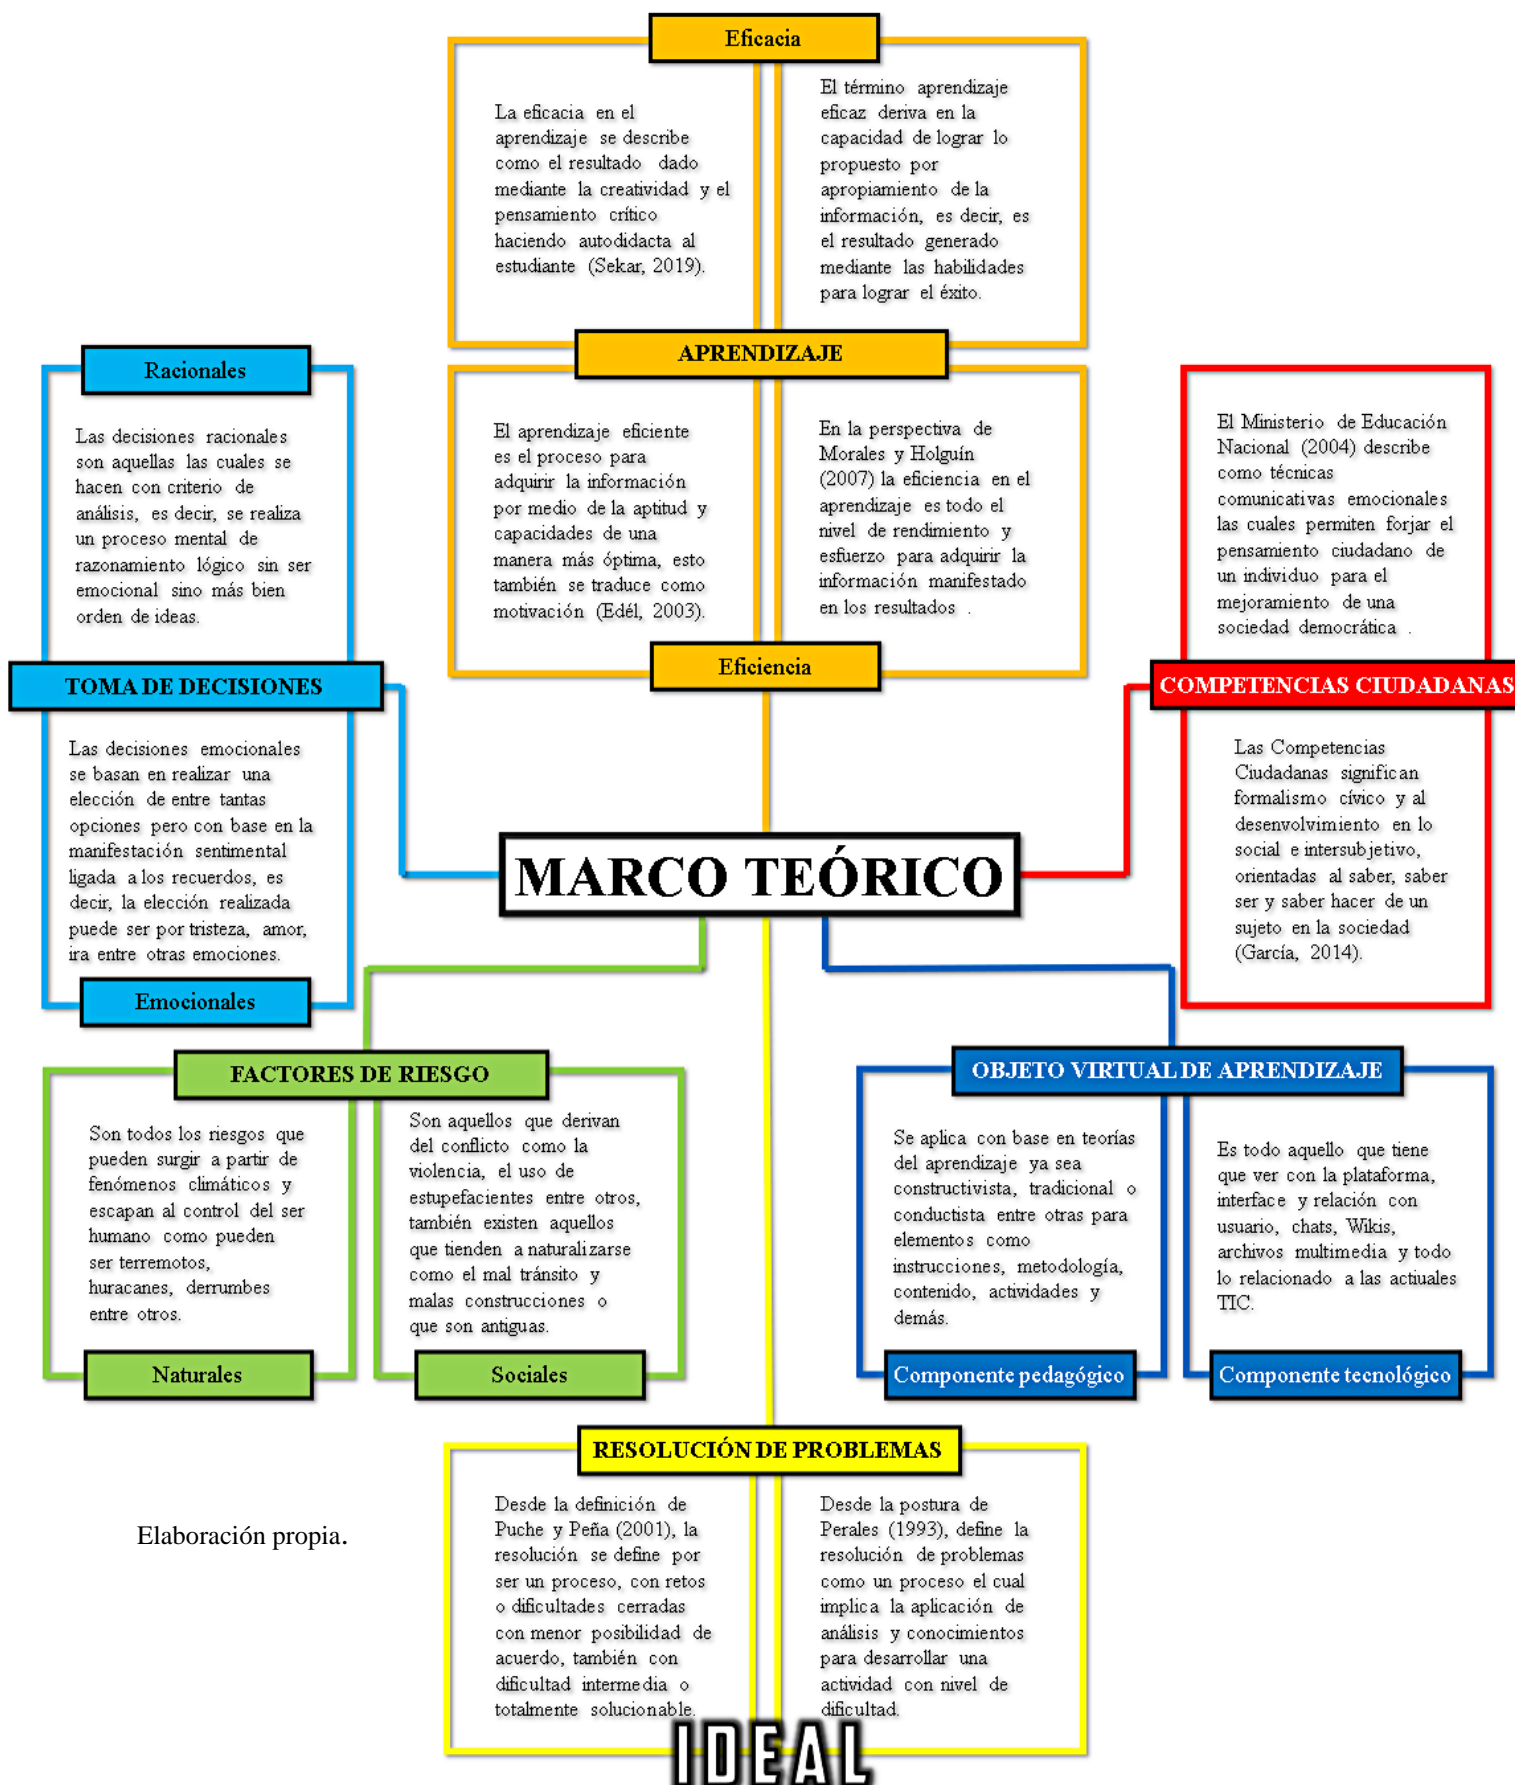 Eficacia
La eficacia en el
aprendizaje se describe
como el resultado dado
mediante la creatividad y el
pensamiento crítico
haciendo autodidacta al
estudiante (Sekar, 2019).
El término aprendizaje
eficaz deriva en la
capacidad de lograr lo
propuesto por
apropiamiento de la
información, es decir, es
el resultado generado
mediante las habilidades
para lograr el éxito.
APRENDIZAJE
El aprendizaje eficiente
es el proceso para
adquirir la información
por medio de la aptitud y
capacidades de una
manera más óptima, esto
también se traduce como
motivación (Edél, 2003).
En la perspectiva de
Morales y Holguín
(2007) la eficiencia en el
aprendizaje es todo el
nivel de rendimiento y
esfuerzo para adquirir la
información manifestado
en los resultados .
Eficiencia
Racionales
Las decisiones racionales
son aquellas las cuales se
hacen con criterio de
análisis, es decir, se realiza
un proceso mental de
razonamiento lógico sin ser
emocional sino más bien
orden de ideas.
TOMA DE DECISIONES
Las decisiones emocionales
se basan en realizar una
elección de entre tantas
opciones pero con base en la
manifestación sentimental
ligada a los recuerdos, es
decir, la elección realizada
puede ser por tristeza, amor,
ira entre otras emociones.
Emocionales
El Ministerio de Educación
Nacional (2004) describe
como técnicas
comunicativas emocionales
las cuales permiten forjar el
pensamiento ciudadano de
un individuo para el
mejoramiento de una
sociedad democrática .
COMPETENCIAS CIUDADANAS
Las Competencias
Ciudadanas significan
formalismo cívico y al
desenvolvimiento en lo
social e intersubjetivo,
orientadas al saber, saber
ser y saber hacer de un
sujeto en la sociedad
(García, 2014).
MARCO TEÓRICO
FACTORES DE RIESGO
Son todos los riesgos que
pueden surgir a partir de
fenómenos climáticos y
escapan al control del ser
humano como pueden
ser terremotos,
huracanes, derrumbes
entre otros.
Naturales
Son aquellos que derivan
del conflicto como la
violencia, el uso de
estupefacientes entre otros,
también existen aquellos
que tienden a naturalizarse
como el mal tránsito y
malas construcciones o
que son antiguas.
Sociales
OBJETO VIRTUAL DE APRENDIZAJE
Se aplica con base en teorías
del aprendizaje ya sea
constructivista, tradicional o
conductista entre otras para
elementos como
instrucciones, metodología,
contenido, actividades y
demás.
Componente pedagógico
Es todo aquello que tiene
que ver con la plataforma,
interface y relación con
usuario, chats, Wikis,
archivos multimedia y todo
lo relacionado a las actiuales
TIC.
Componente tecnológico
RESOLUCIÓN DE PROBLEMAS
Desde la definición de
Puche y Peña (2001), la
resolución se define por
ser un proceso, con retos
o dificultades cerradas
con menor posibilidad de
acuerdo, también con
dificultad intermedia o
totalmente solucionable.
Desde la postura de
Perales (1993), define la
resolución de problemas
como un proceso el cual
implica la aplicación de
análisis y conocimientos
para desarrollar una
actividad con nivel de
dificultad.
Elaboración propia.
IDEAL